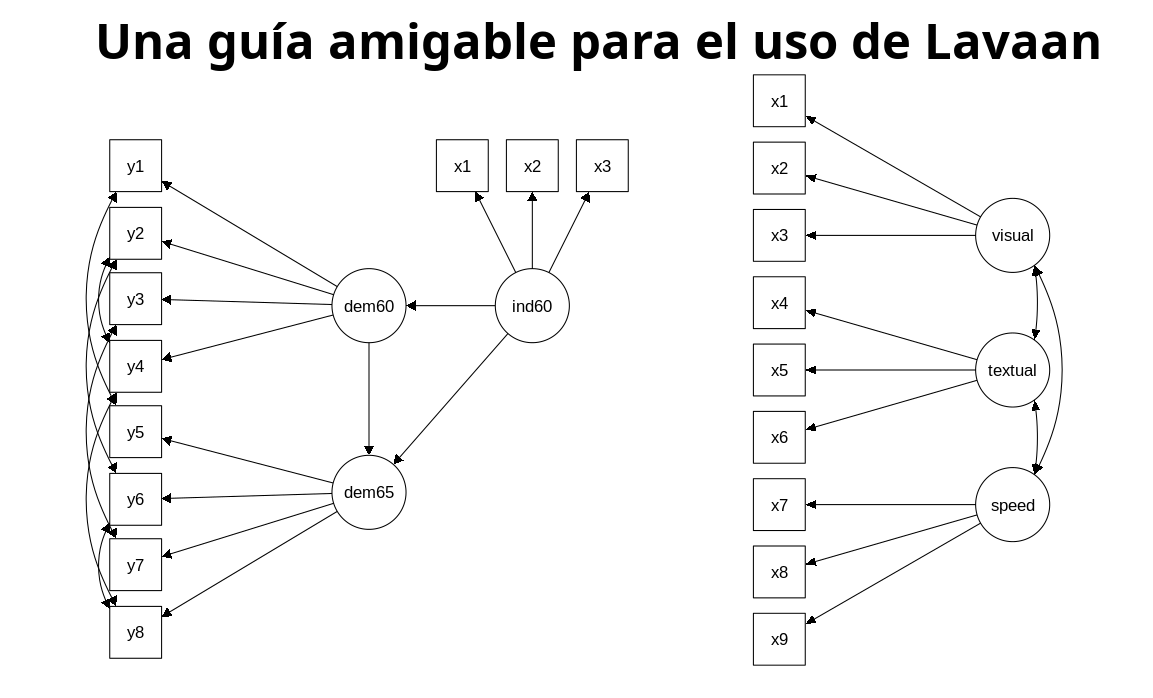 Una guía amigable para el uso de Lavaan
y1
y2
y3
y4
y5
y6
y7
y8
x1 x2 x3
dem60 ind60
dem65
x1
x2
x3
x4
x5
x6
x7
x8
x9
visual
textual
speed